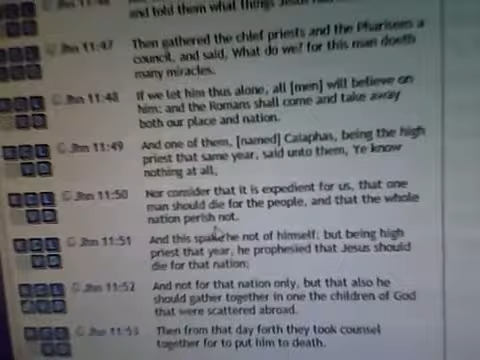 and told them what things Jesus
Jhn 11:47 Then gathered the chief priests and the Pharisees a
council, and said, What do we? for this man doeth
many miracles.
Jhn 11:48 If we let him thus alone, all [men] will believe on
him: and the Romans shall come and take away
both our place and nation.
Jhn 11:49 And one of them, [named] Caiaphas, being the high
priest that same year, said unto them, Ye know
nothing at all,
Jhn 11:50 Nor consider that it is expedient for us, that one
man should die for the people, and that the whole
nation perish not.
Jhn 11:51 And this spake he not of himself: but being high
priest that year, he prophesied that Jesus should
die for that nation;
Jhn 11:52 And not for that nation only, but that also he
should gather together in one the children of God
that were scattered abroad.
Jhn 11:53 Then from that day forth they took counsel
together for to put him to death.